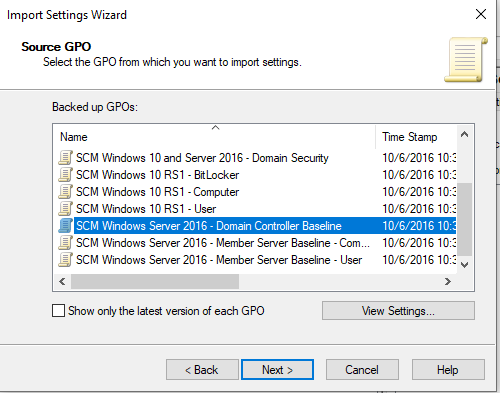 Import Settings Wizard
Source GPO
Select the GPO from which you want to import settings.
Backed up GPOs:
Name Time Stamp
SCM Windows 10 and Server 2016 - Domain Security 10/6/2016 10:3
SCM Windows 10 RS1 - BitLocker 10/6/2016 10:3
SCM Windows 10 RS1 - Computer 10/6/2016 10:3
SCM Windows 10 RS1 - User 10/6/2016 10:3
SCM Windows Server 2016 - Domain Controller Baseline 10/6/2016 10:3
SCM Windows Server 2016 - Member Server Baseline - Com... 10/6/2016 10:3
SCM Windows Server 2016 - Member Server Baseline - User 10/6/2016 10:3
Show only the latest version of each GPO View Settings...
< Back Next > Cancel Help